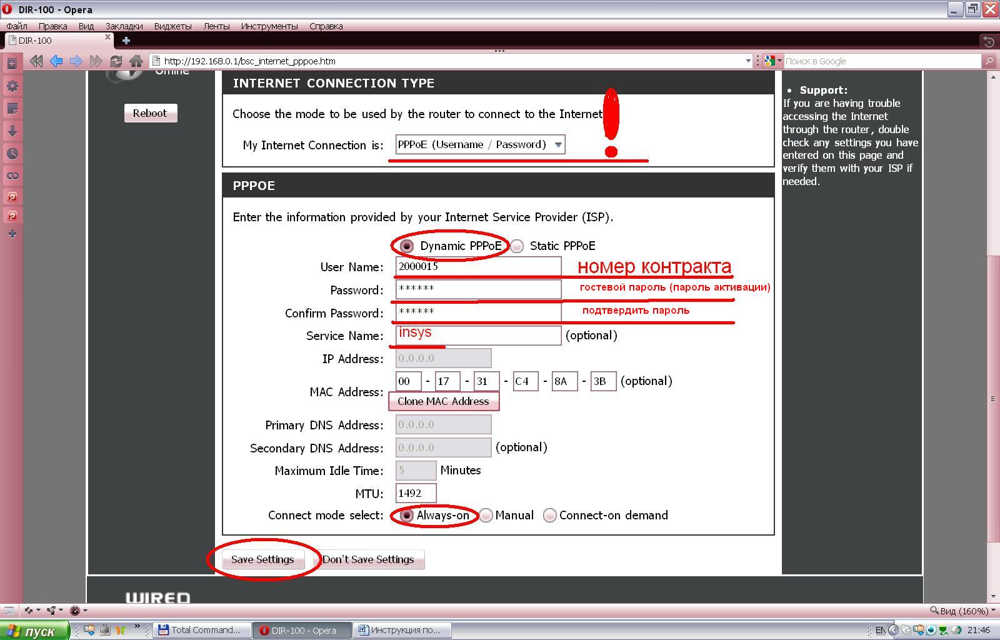 DIR-100 - Opera
Файл Правка Вид Закладки Виджеты Ленты Инструменты Справка
DIR-100
http://192.168.0.1/bsc_internet_pppoe.htm
Поиск в Google
Offline
Reboot
INTERNET CONNECTION TYPE
Choose the mode to be used by the router to connect to the Internet
!
My Internet Connection is: PPPoE (Username / Password)
PPPOE
Enter the information provided by your Internet Service Provider (ISP).
Dynamic PPPoE Static PPPoE
User Name: 2000015 номер контракта
Password: ****** гостевой пароль (пароль активации)
Confirm Password: ****** подтвердить пароль
Service Name: insys (optional)
IP Address: 0.0.0.0
MAC Address: 00 - 17 - 31 - C4 - 8A - 3B (optional)
Clone MAC Address
Primary DNS Address: 0.0.0.0
Secondary DNS Address: 0.0.0.0 (optional)
Maximum Idle Time: 5 Minutes
MTU: 1492
Connect mode select: Always-on Manual Connect-on demand
Save Settings Don't Save Settings
• Support:
If you are having trouble
accessing the Internet
through the router, double
check any settings you have
entered on this page and
verify them with your ISP if
needed.
WIRED
Вид (160%)
пуск
Total Command...
DIR-100 - Opera
Инструкция по...
EN
21:46